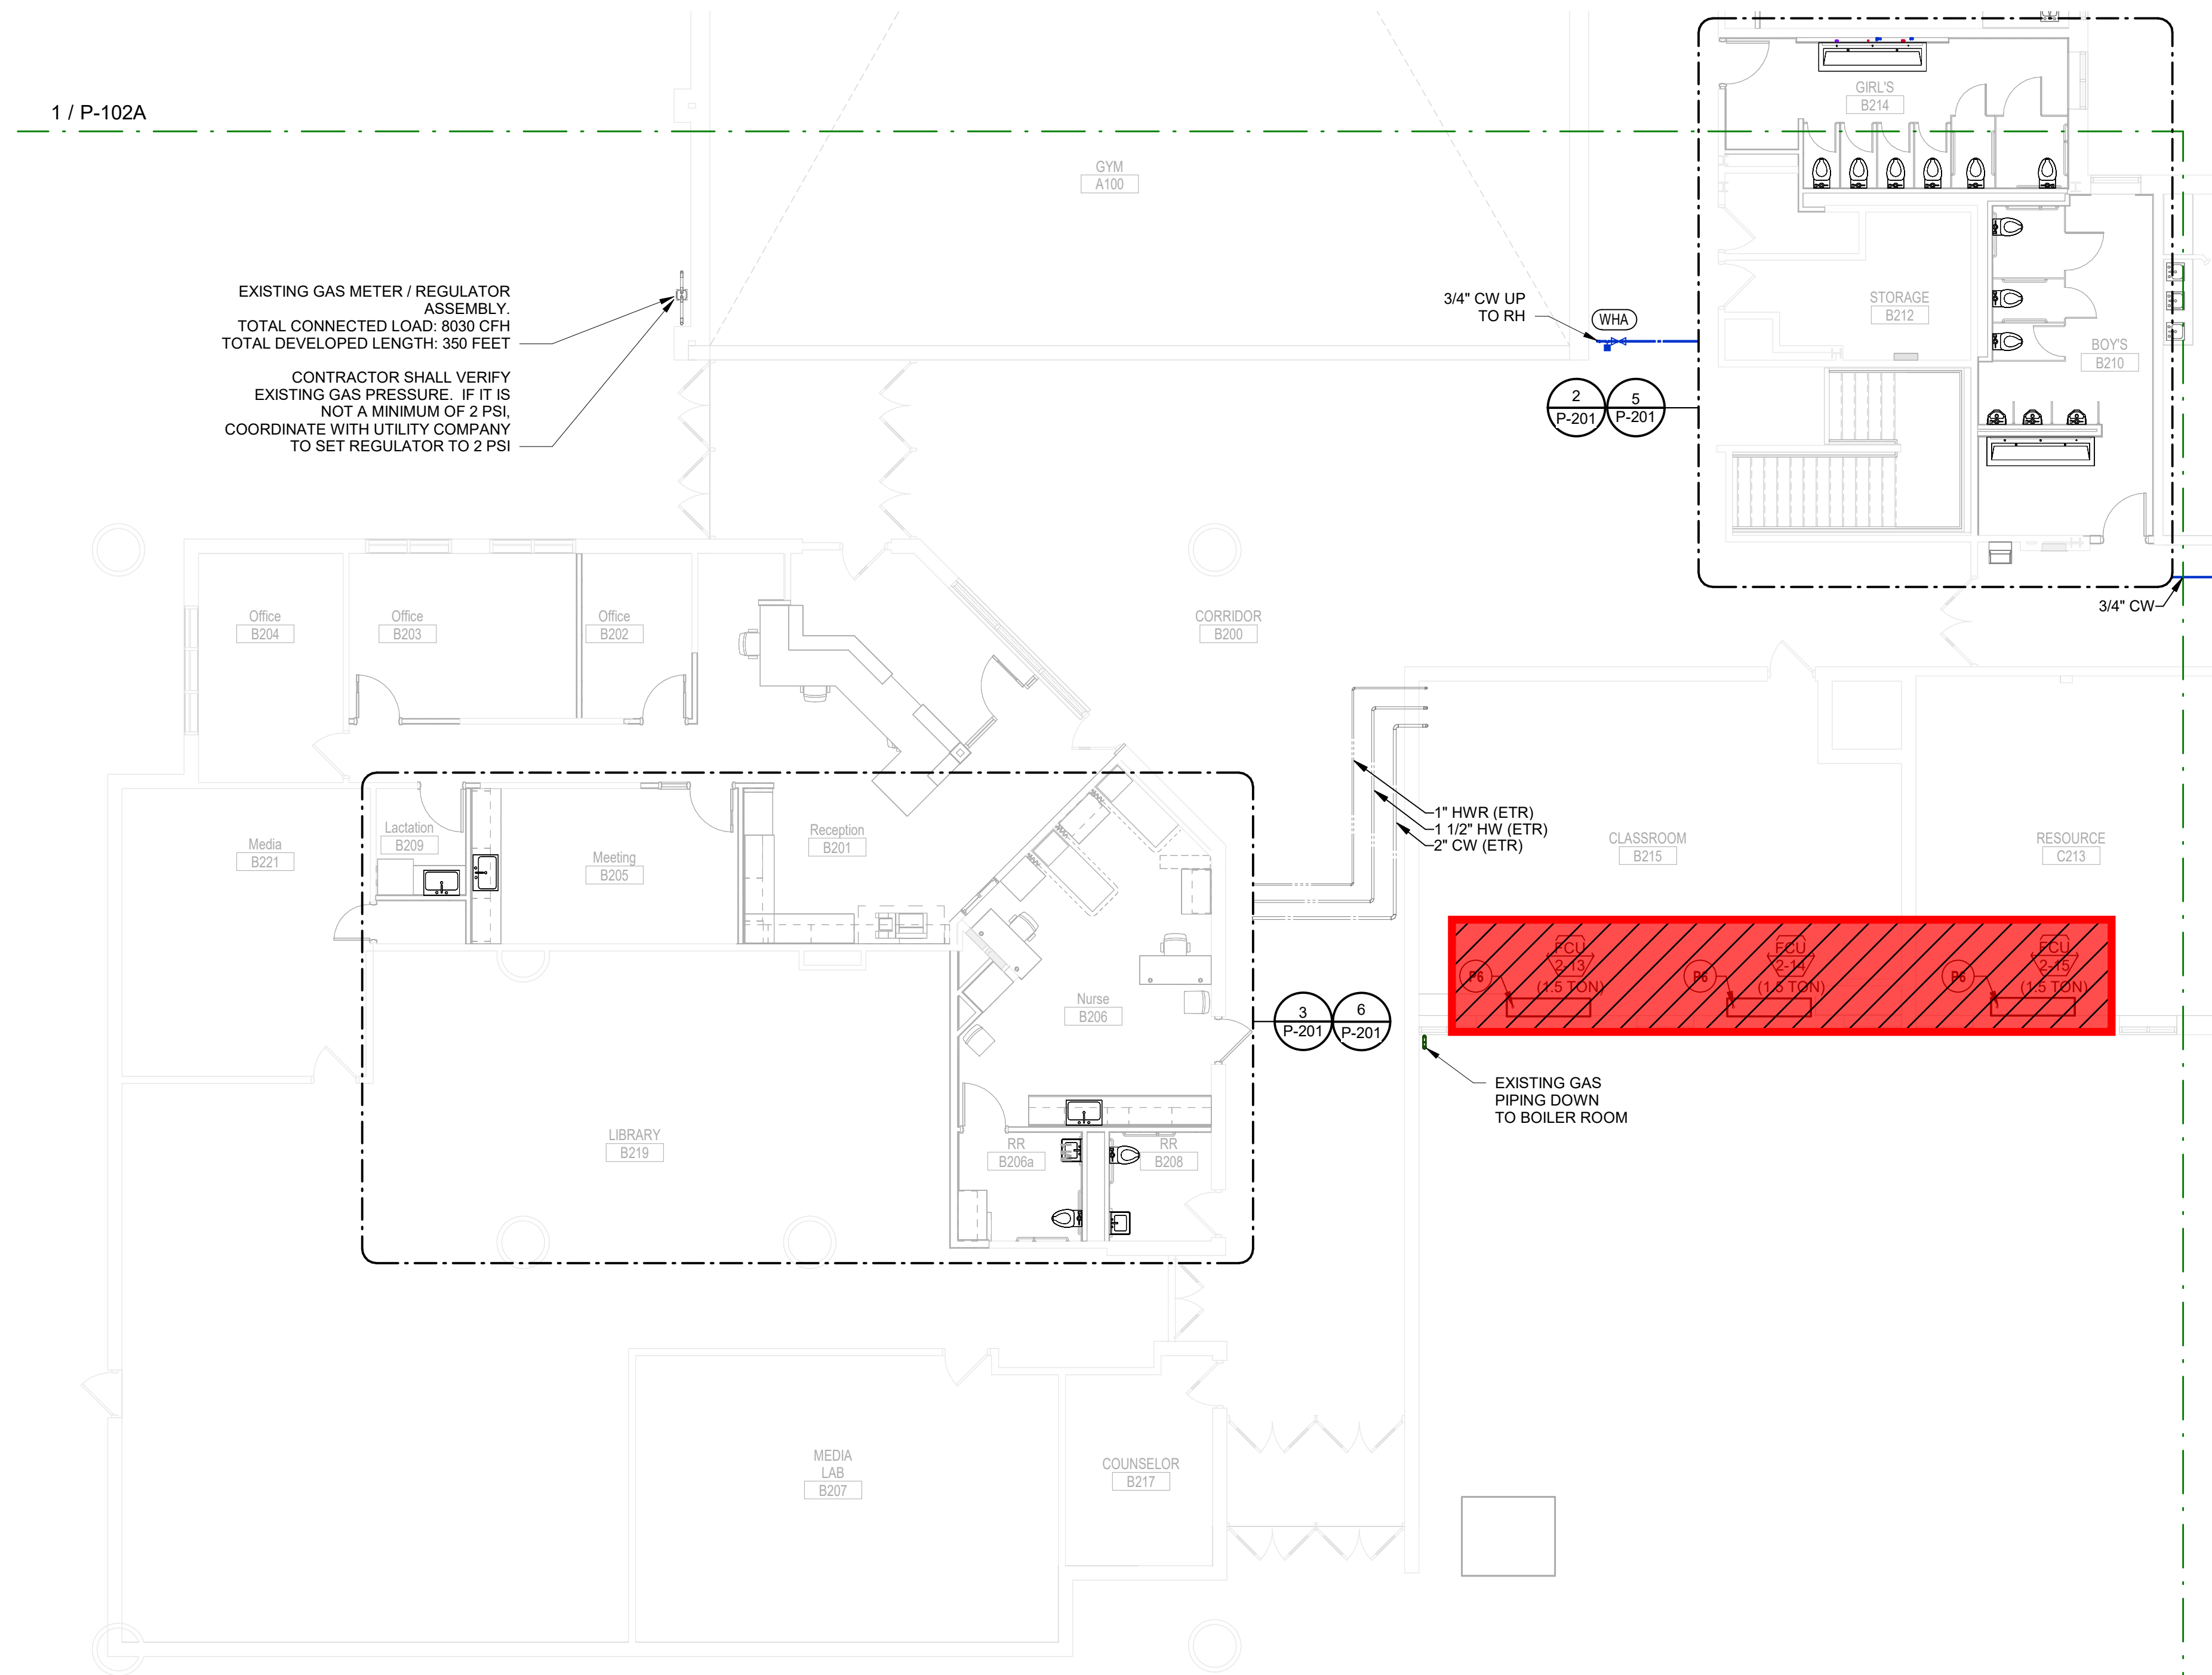 1 / P-102A
GIRL'S
B214
GYM
A100
EXISTING GAS METER / REGULATOR
ASSEMBLY.
TOTAL CONNECTED LOAD: 8030 CFH
TOTAL DEVELOPED LENGTH: 350 FEET
CONTRACTOR SHALL VERIFY
EXISTING GAS PRESSURE.  IF IT IS
NOT A MINIMUM OF 2 PSI,
COORDINATE WITH UTILITY COMPANY
TO SET REGULATOR TO 2 PSI
3/4" CW UP
TO RH
WHA
STORAGE
B212
BOY'S
B210
2
P-201
5
P-201
3/4" CW
Office
B204
Office
B203
Office
B202
CORRIDOR
B200
1" HWR (ETR)
1 1/2" HW (ETR)
2" CW (ETR)
Media
B221
Lactation
B209
Meeting
B205
Reception
B201
CLASSROOM
B215
RESOURCE
C213
FCU
2-13
(1.5 TON)
P6
FCU
2-14
(1.5 TON)
P6
FCU
2-15
(1.5 TON)
P6
Nurse
B206
3
P-201
6
P-201
EXISTING GAS
PIPING DOWN
TO BOILER ROOM
LIBRARY
B219
RR
B206a
RR
B208
MEDIA
LAB
B207
COUNSELOR
B217